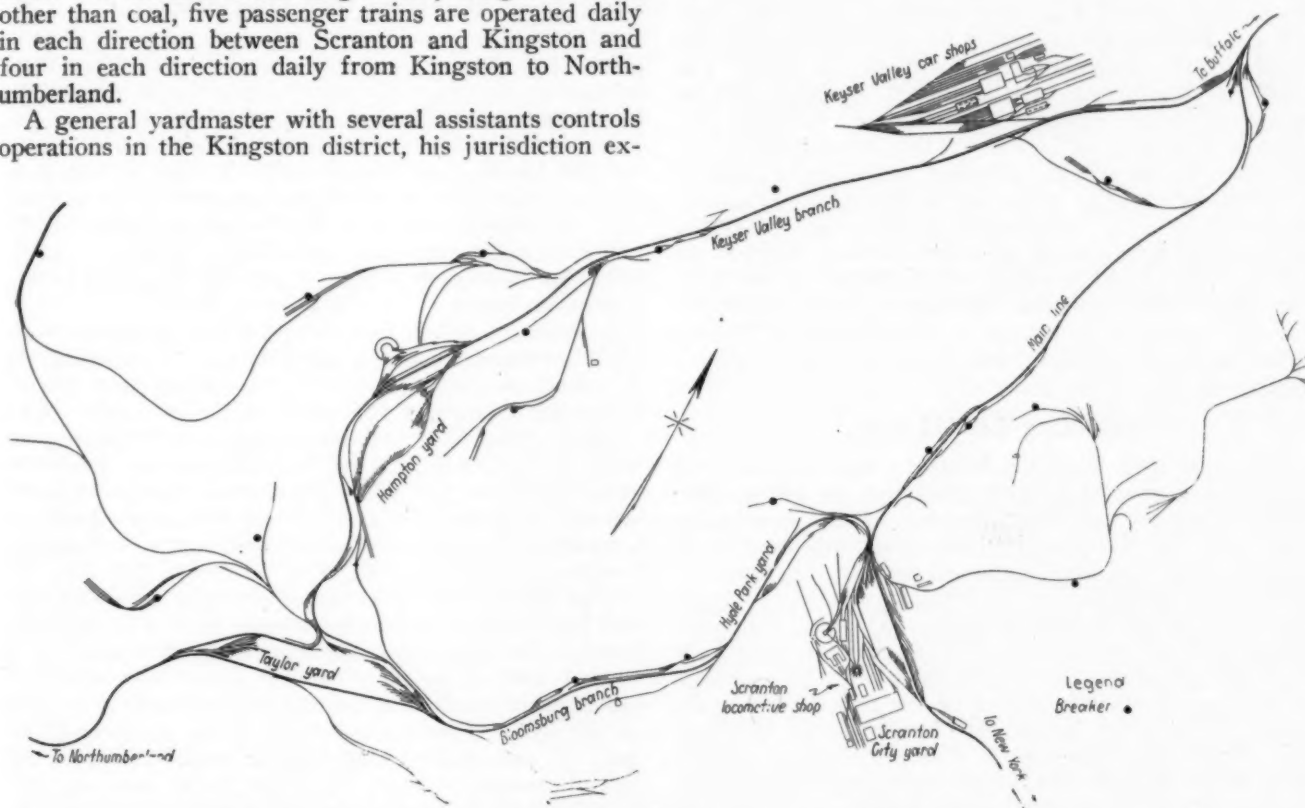 other than coal, five passenger trains are operated daily
in each direction between Scranton and Kingston and
four in each direction daily from Kingston to North-
umberland.
A general yardmaster with several assistants controls
operations in the Kingston district, his jurisdiction ex-
Keyser Valley car shops
To Buffalo
Keyser Valley branch
Main line
Hampton yard
Hyde Park yard
Taylor yard
Bloomsburg branch
Scranton
locomotive shop
Scranton
City yard
To New York
Legend
Breaker
To Northumberland